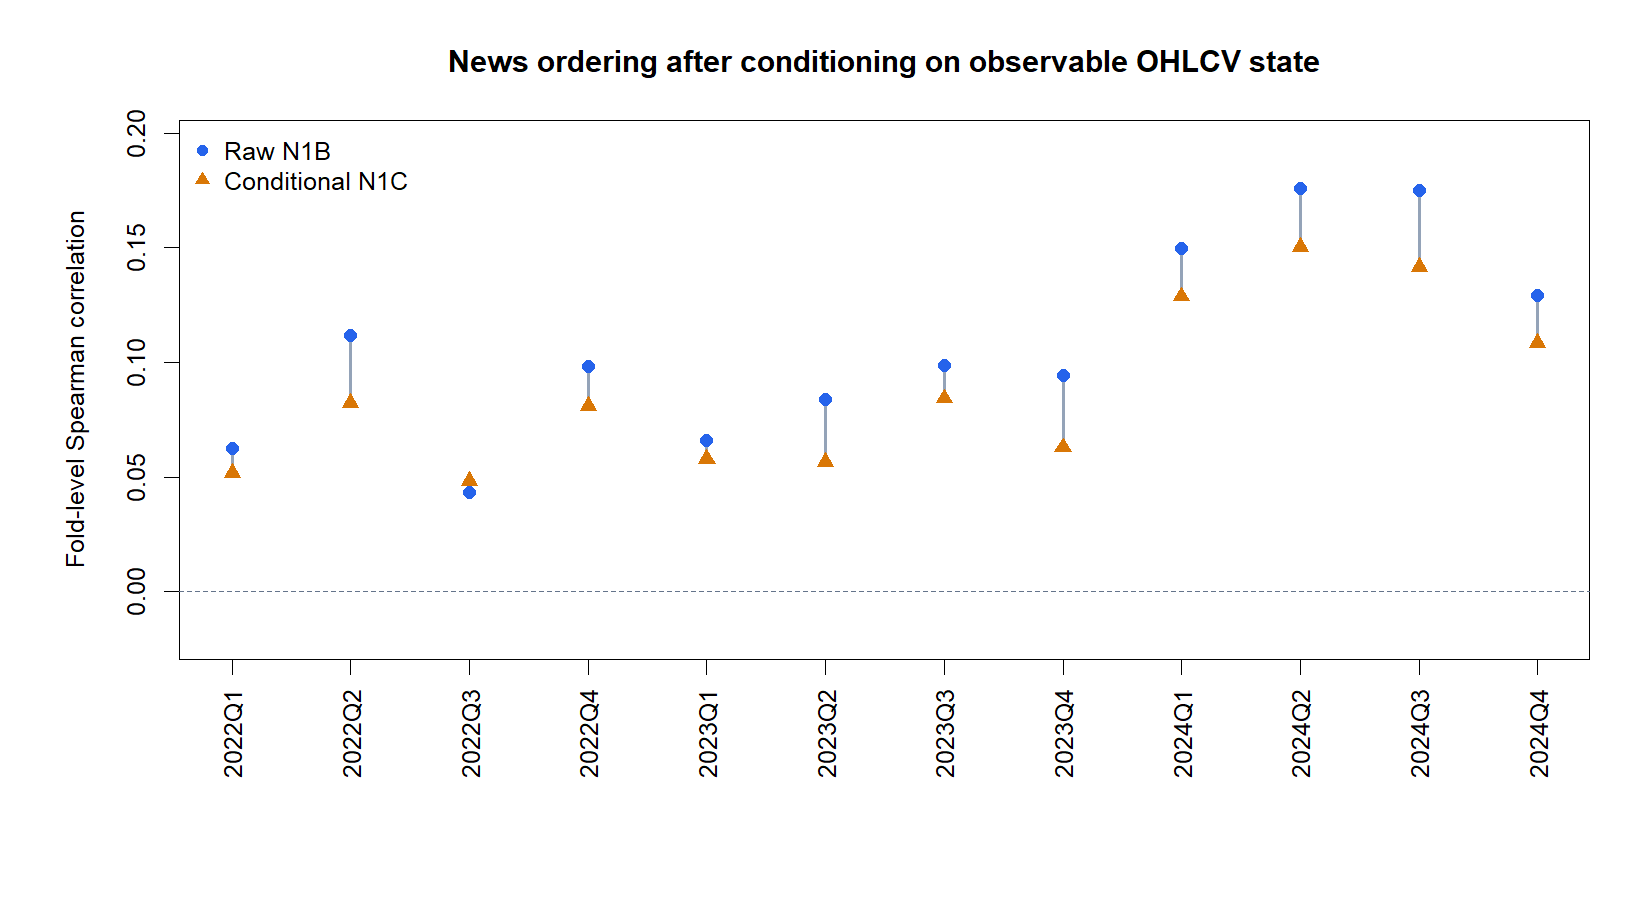 News ordering after conditioning on observable OHLCV state
Raw N1B
Conditional N1C
Fold-level Spearman correlation
0.20
0.15
0.10
0.05
0.00
2022Q1
2022Q2
2022Q3
2022Q4
2023Q1
2023Q2
2023Q3
2023Q4
2024Q1
2024Q2
2024Q3
2024Q4